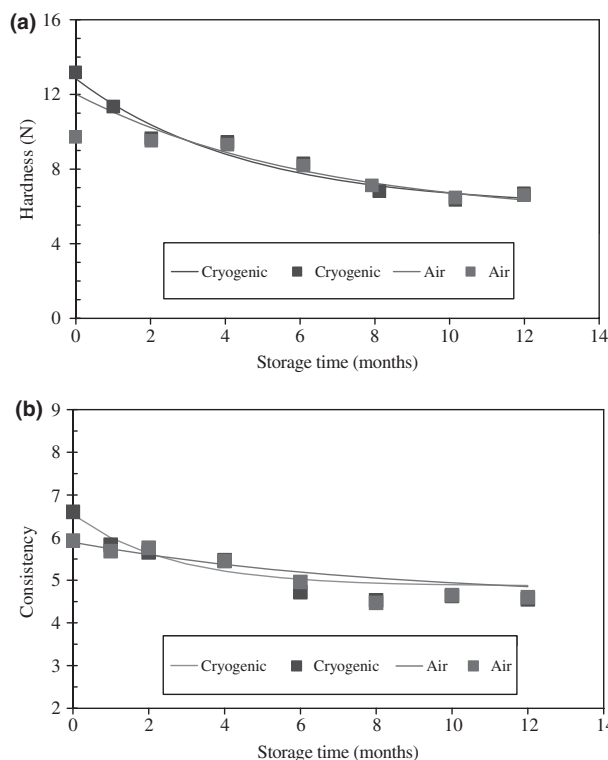 (a)
16
12
8
4
0
Hardness (N)
Cryogenic Cryogenic Air Air
0 2 4 6 8 10 12 14
Storage time (months)
(b)
9
8
7
6
5
4
3
2
Consistency
Cryogenic Cryogenic Air Air
0 2 4 6 8 10 12 14
Storage time (months)